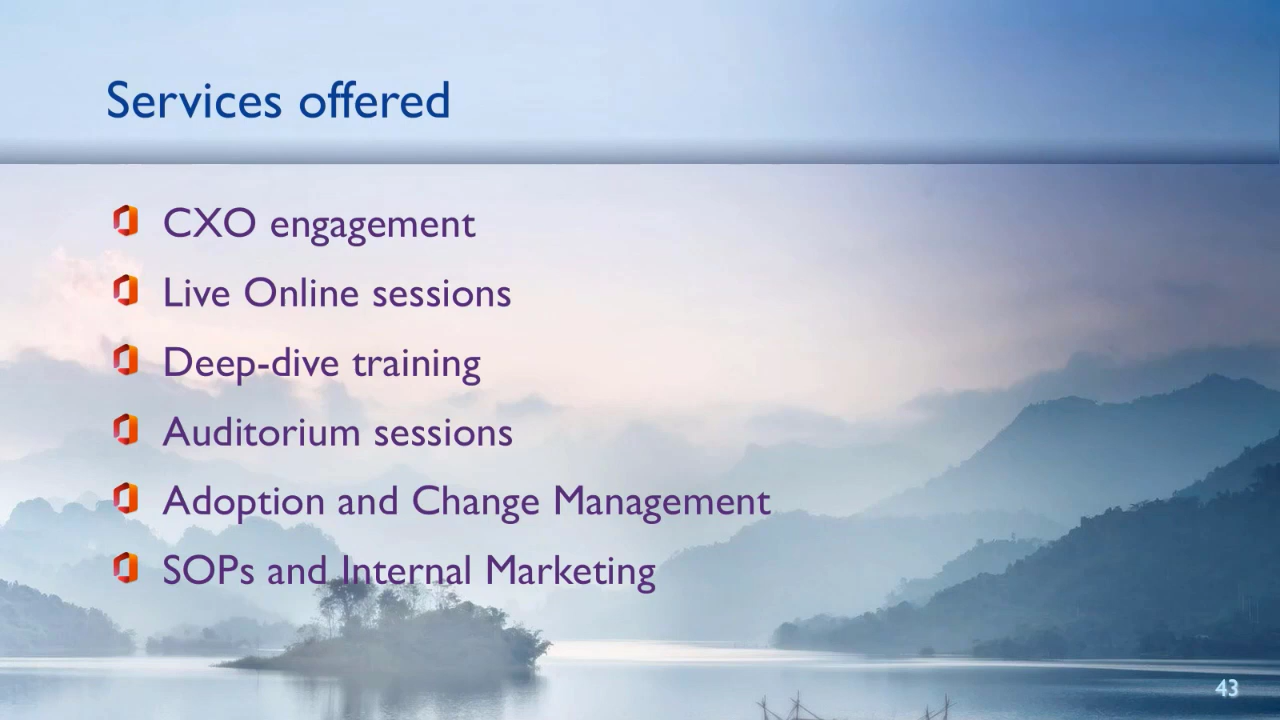 Services offered
CXO engagement
Live Online sessions
Deep-dive training
Auditorium sessions
Adoption and Change Management
SOPs and Internal Marketing
43